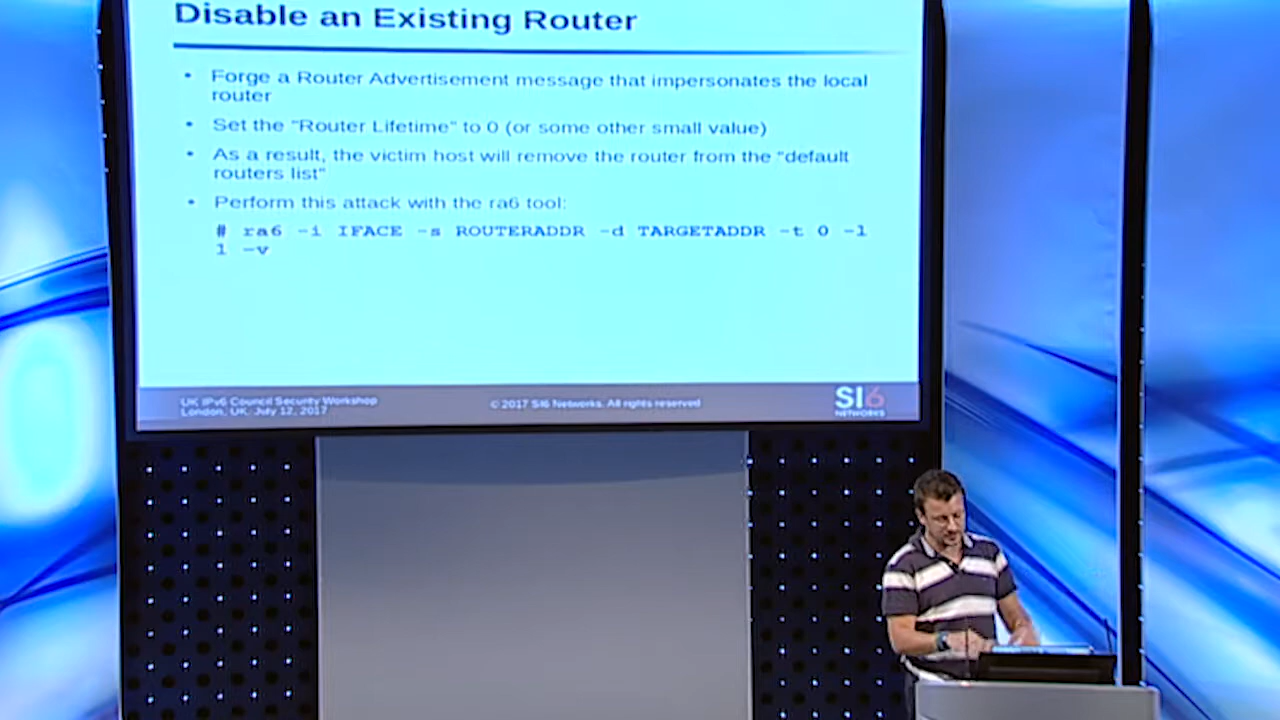 Disable an Existing Router
• Forge a Router Advertisement message that impersonates the local
router
• Set the "Router Lifetime" to 0 (or some other small value)
• As a result, the victim host will remove the router from the "default
routers list"
• Perform this attack with the ra6 tool:
# ra6 -i IFACE -s ROUTERADDR -d TARGETADDR -t 0 -l
1 -v
UK IPv6 Council Security Workshop
London, UK. July 12, 2017
© 2017 SI6 Networks. All rights reserved
SI6
NETWORKS